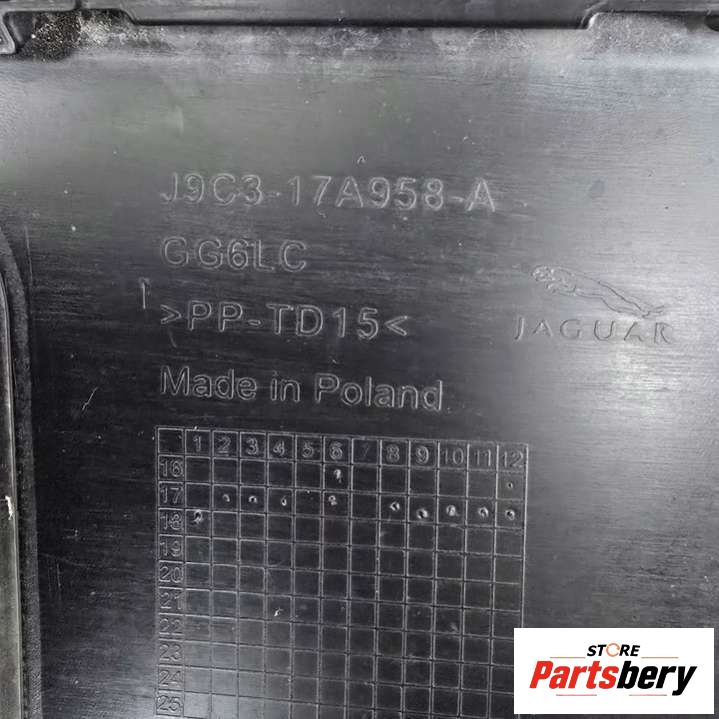 J9C3-17A958-A
GG6LC
>PP-TD15<
JAGUAR
Made in Poland
1 2 3 4 5 6 7 8 9 10 11 12
16
17
18
19
20
21
22
23
24
25
STORE
Partsbery